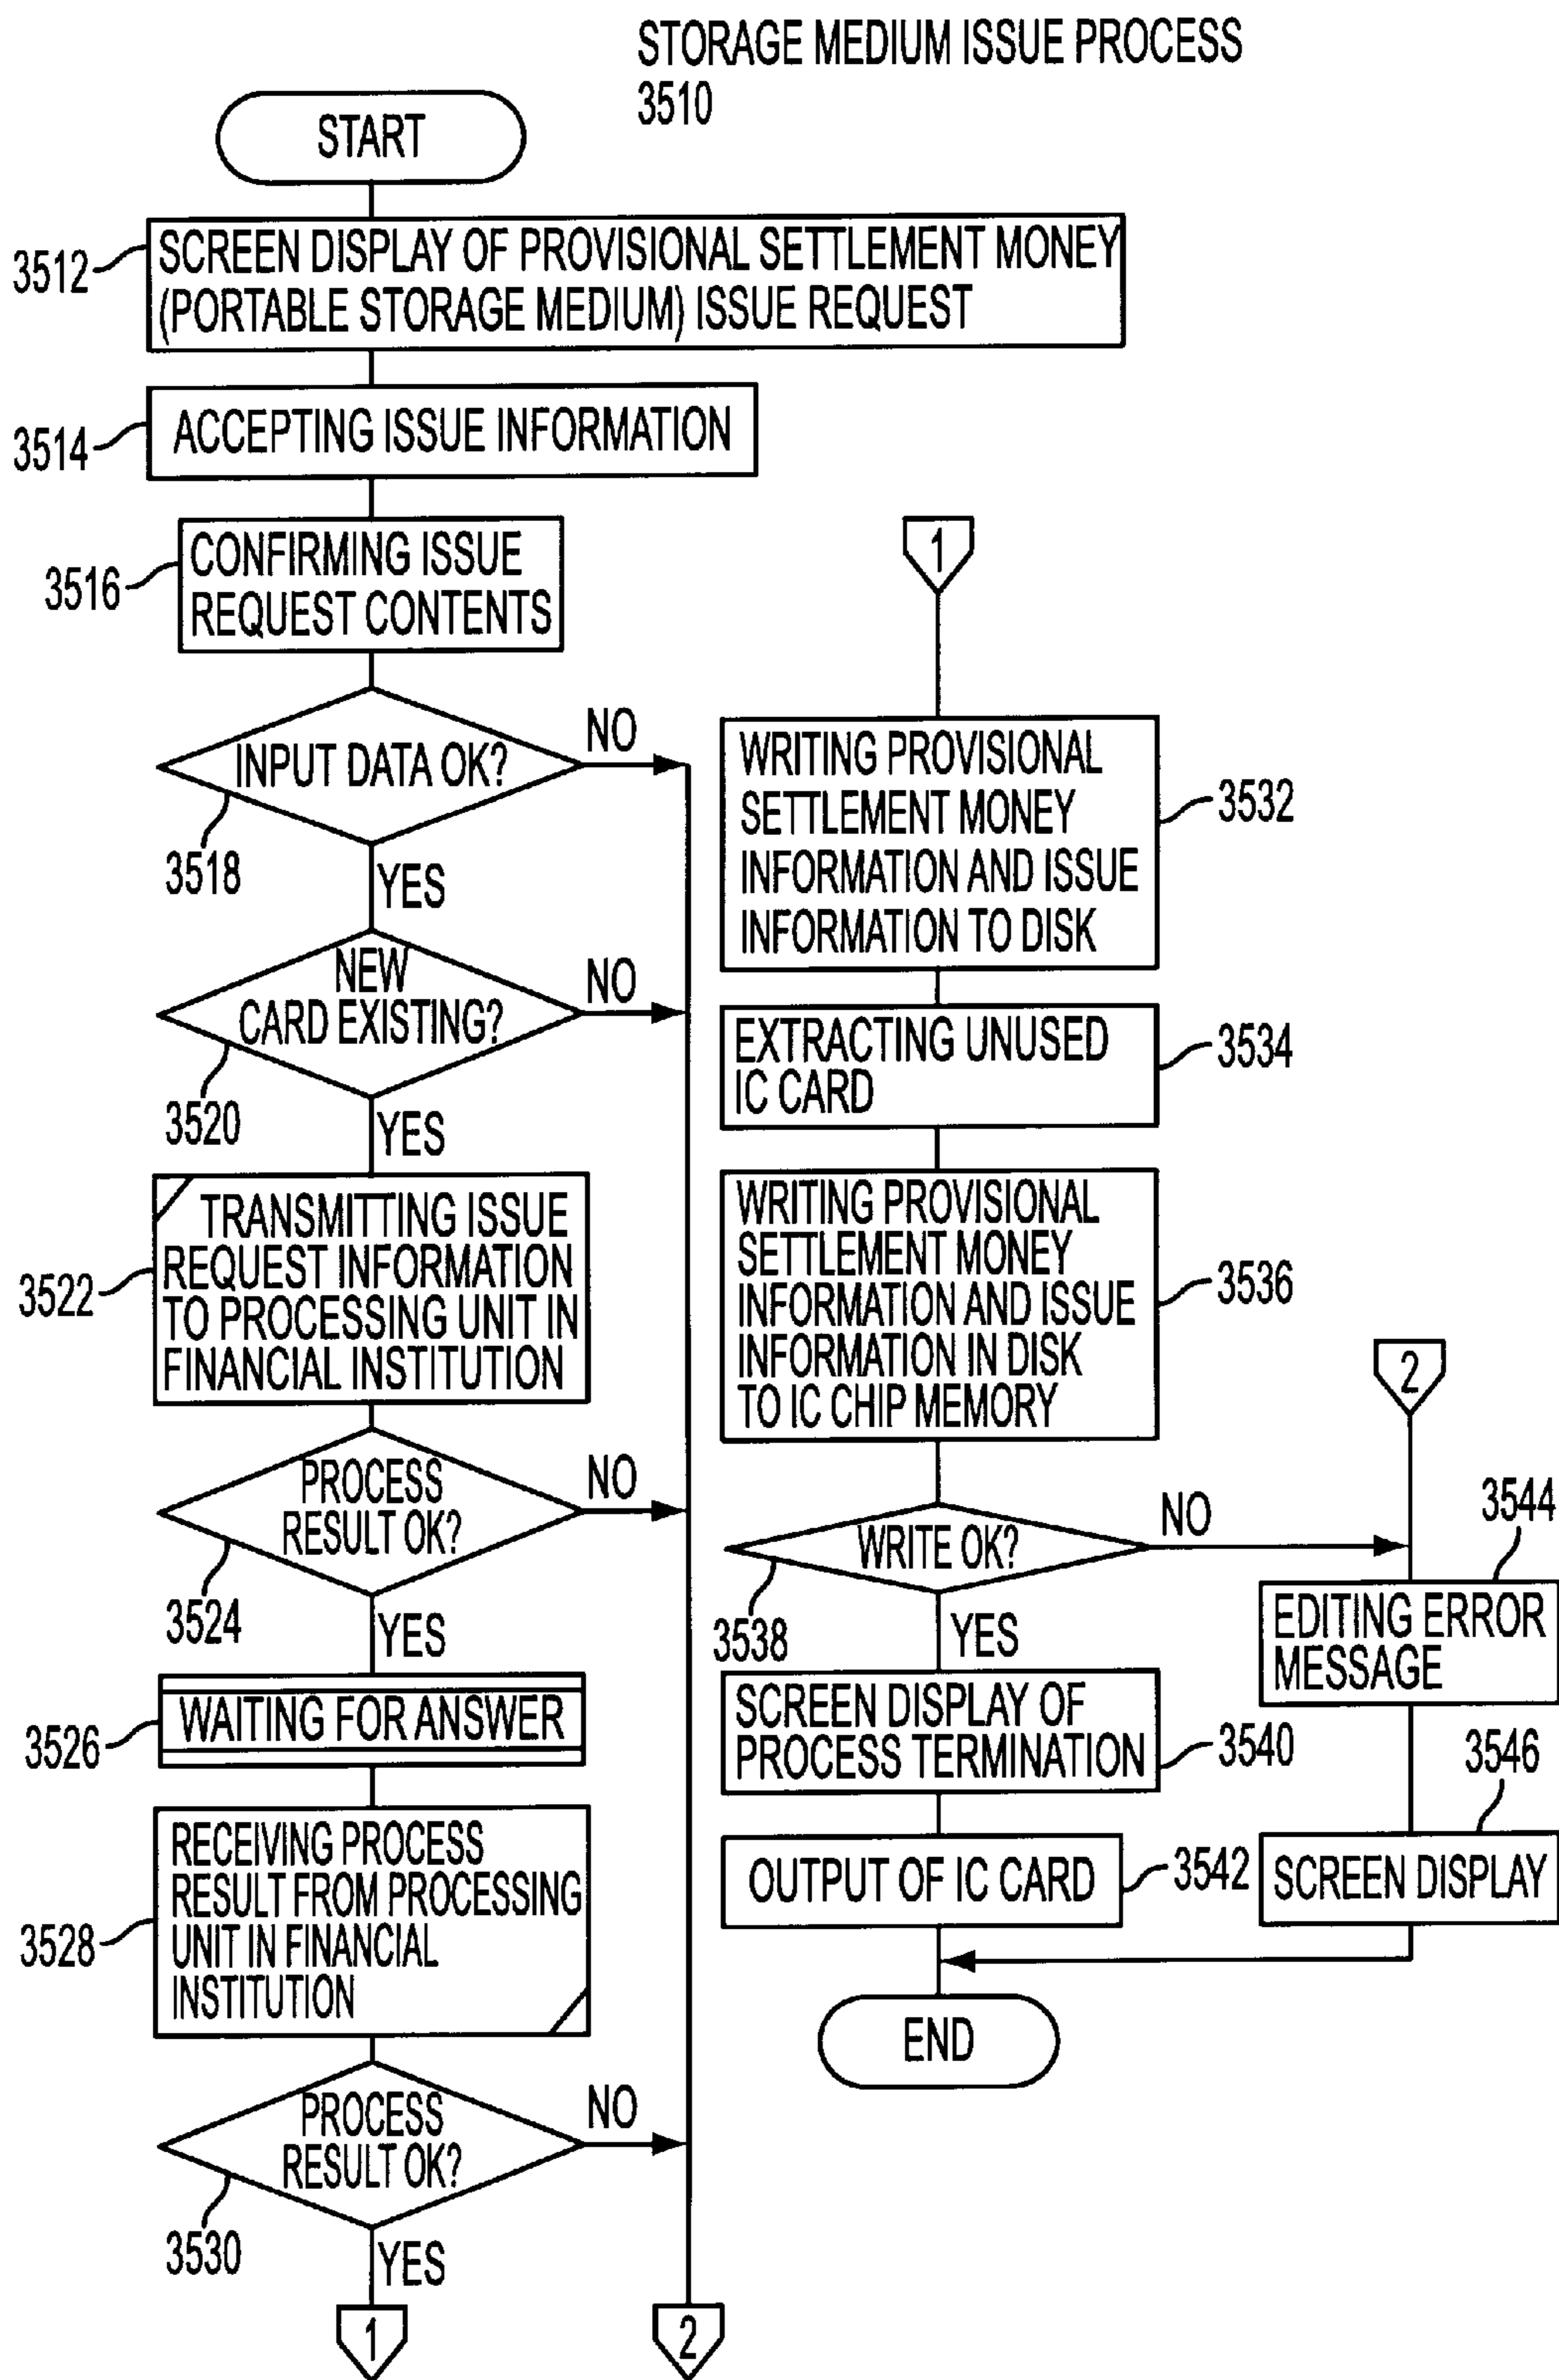 STORAGE MEDIUM ISSUE PROCESS
3510
START
3512
SCREEN DISPLAY OF PROVISIONAL SETTLEMENT MONEY
(PORTABLE STORAGE MEDIUM) ISSUE REQUEST
3514
ACCEPTING ISSUE INFORMATION
3516
CONFIRMING ISSUE
REQUEST CONTENTS
INPUT DATA OK?
NO
3518
YES
NEW
CARD EXISTING?
NO
3520
YES
3522
TRANSMITTING ISSUE
REQUEST INFORMATION
TO PROCESSING UNIT IN
FINANCIAL INSTITUTION
PROCESS
RESULT OK?
NO
3524
YES
3526
WAITING FOR ANSWER
3528
RECEIVING PROCESS
RESULT FROM PROCESSING
UNIT IN FINANCIAL
INSTITUTION
PROCESS
RESULT OK?
NO
3530
YES
1
2
1
WRITING PROVISIONAL
SETTLEMENT MONEY
INFORMATION AND ISSUE
INFORMATION TO DISK
3532
EXTRACTING UNUSED
IC CARD
3534
WRITING PROVISIONAL
SETTLEMENT MONEY
INFORMATION AND ISSUE
INFORMATION IN DISK
TO IC CHIP MEMORY
3536
WRITE OK?
NO
3538
YES
SCREEN DISPLAY OF
PROCESS TERMINATION
3540
OUTPUT OF IC CARD
3542
2
3544
EDITING ERROR
MESSAGE
3546
SCREEN DISPLAY
END